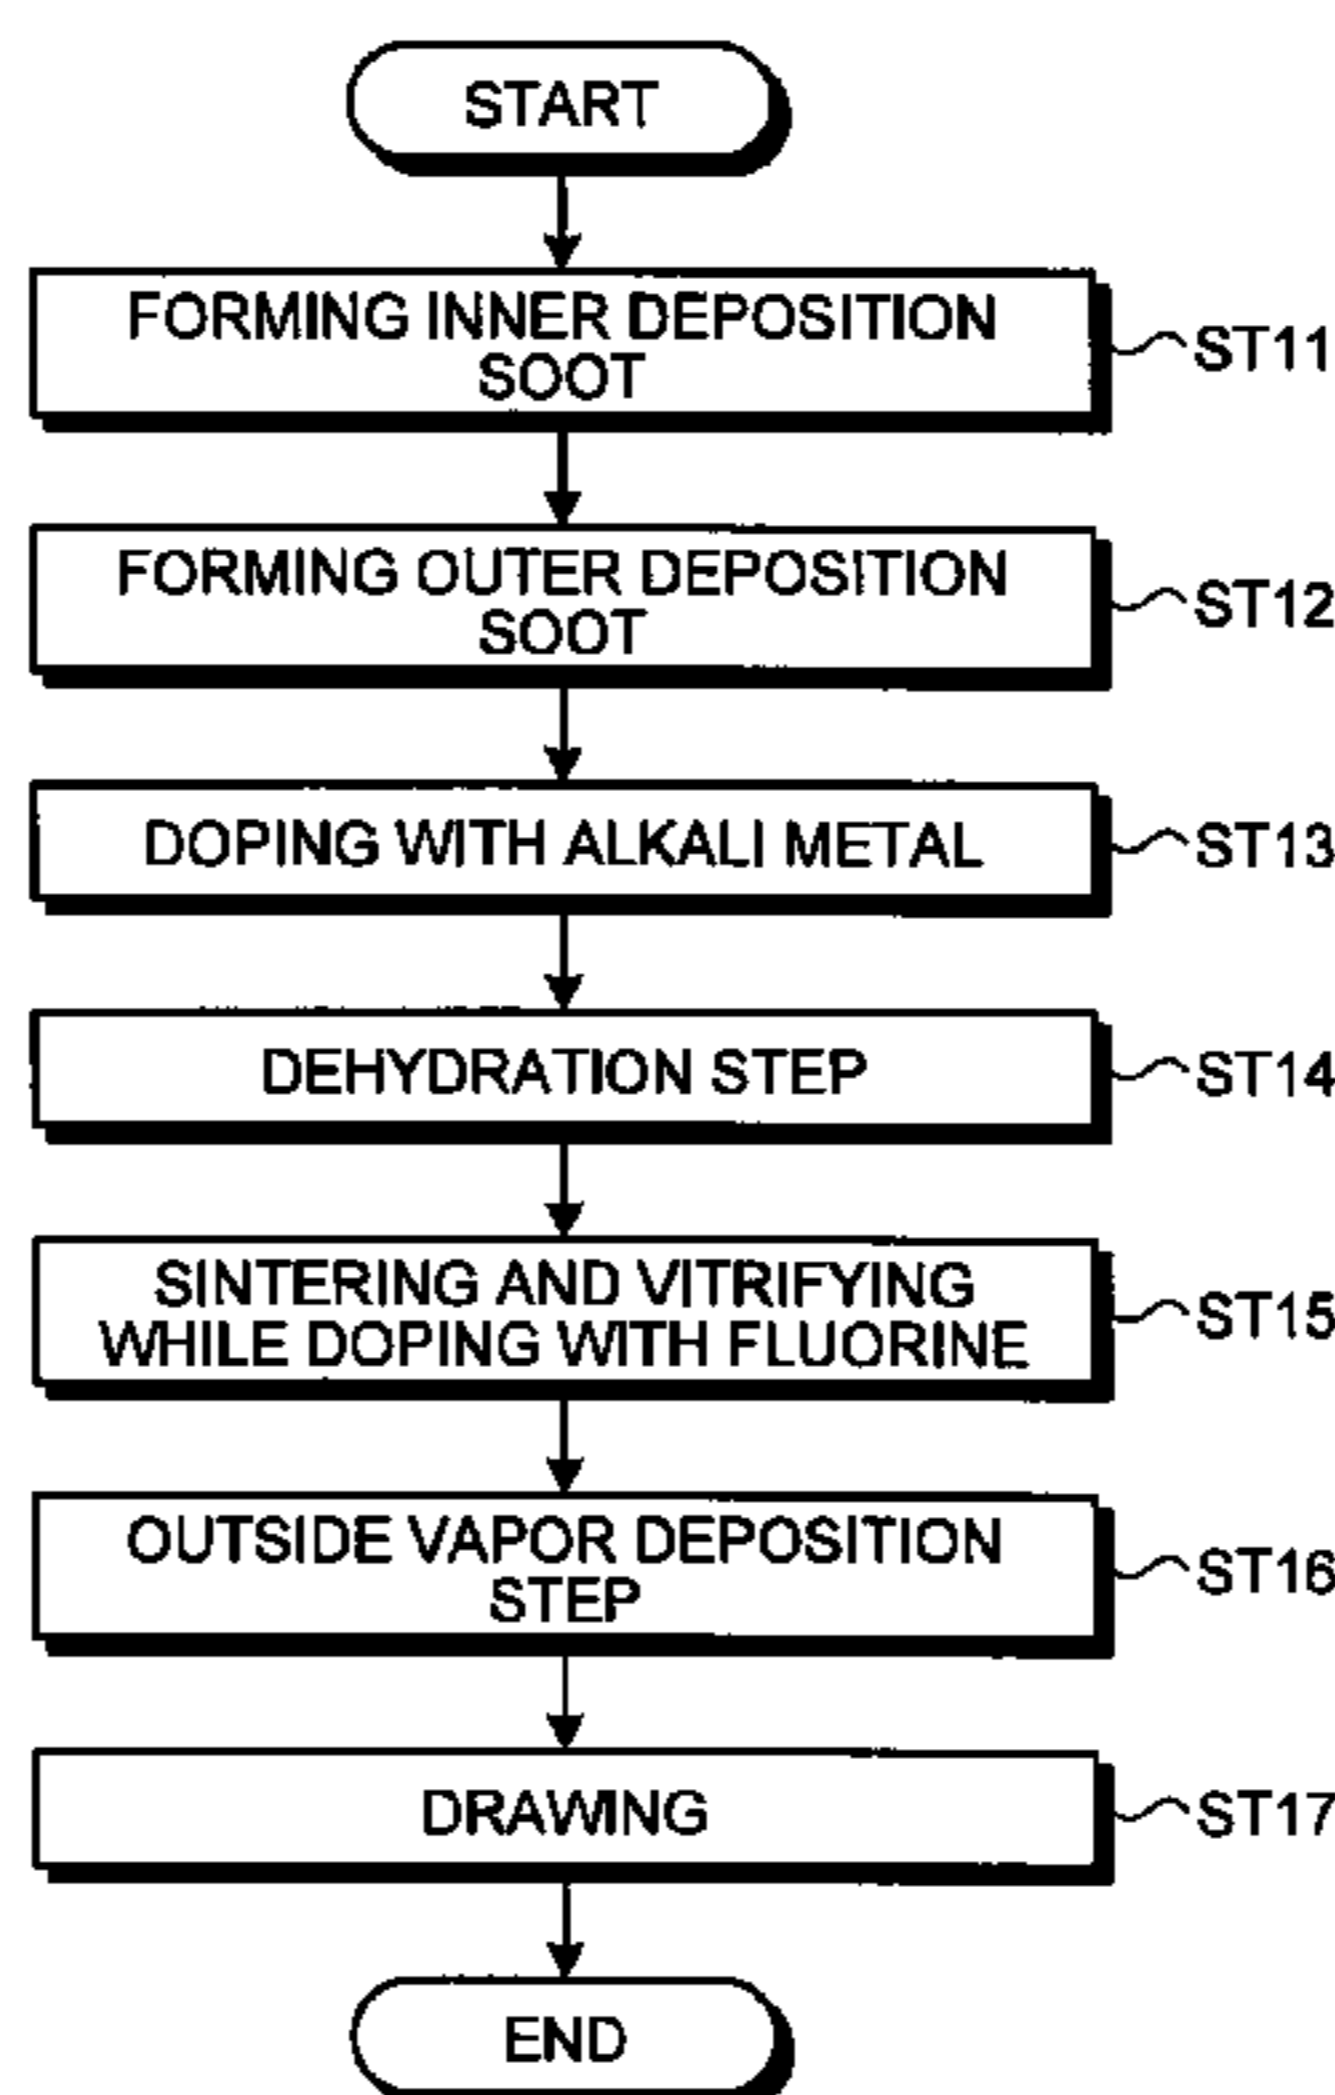 START
FORMING INNER DEPOSITION
SOOT
ST11
FORMING OUTER DEPOSITION
SOOT
ST12
DOPING WITH ALKALI METAL
ST13
DEHYDRATION STEP
ST14
SINTERING AND VITRIFYING
WHILE DOPING WITH FLUORINE
ST15
OUTSIDE VAPOR DEPOSITION
STEP
ST16
DRAWING
ST17
END